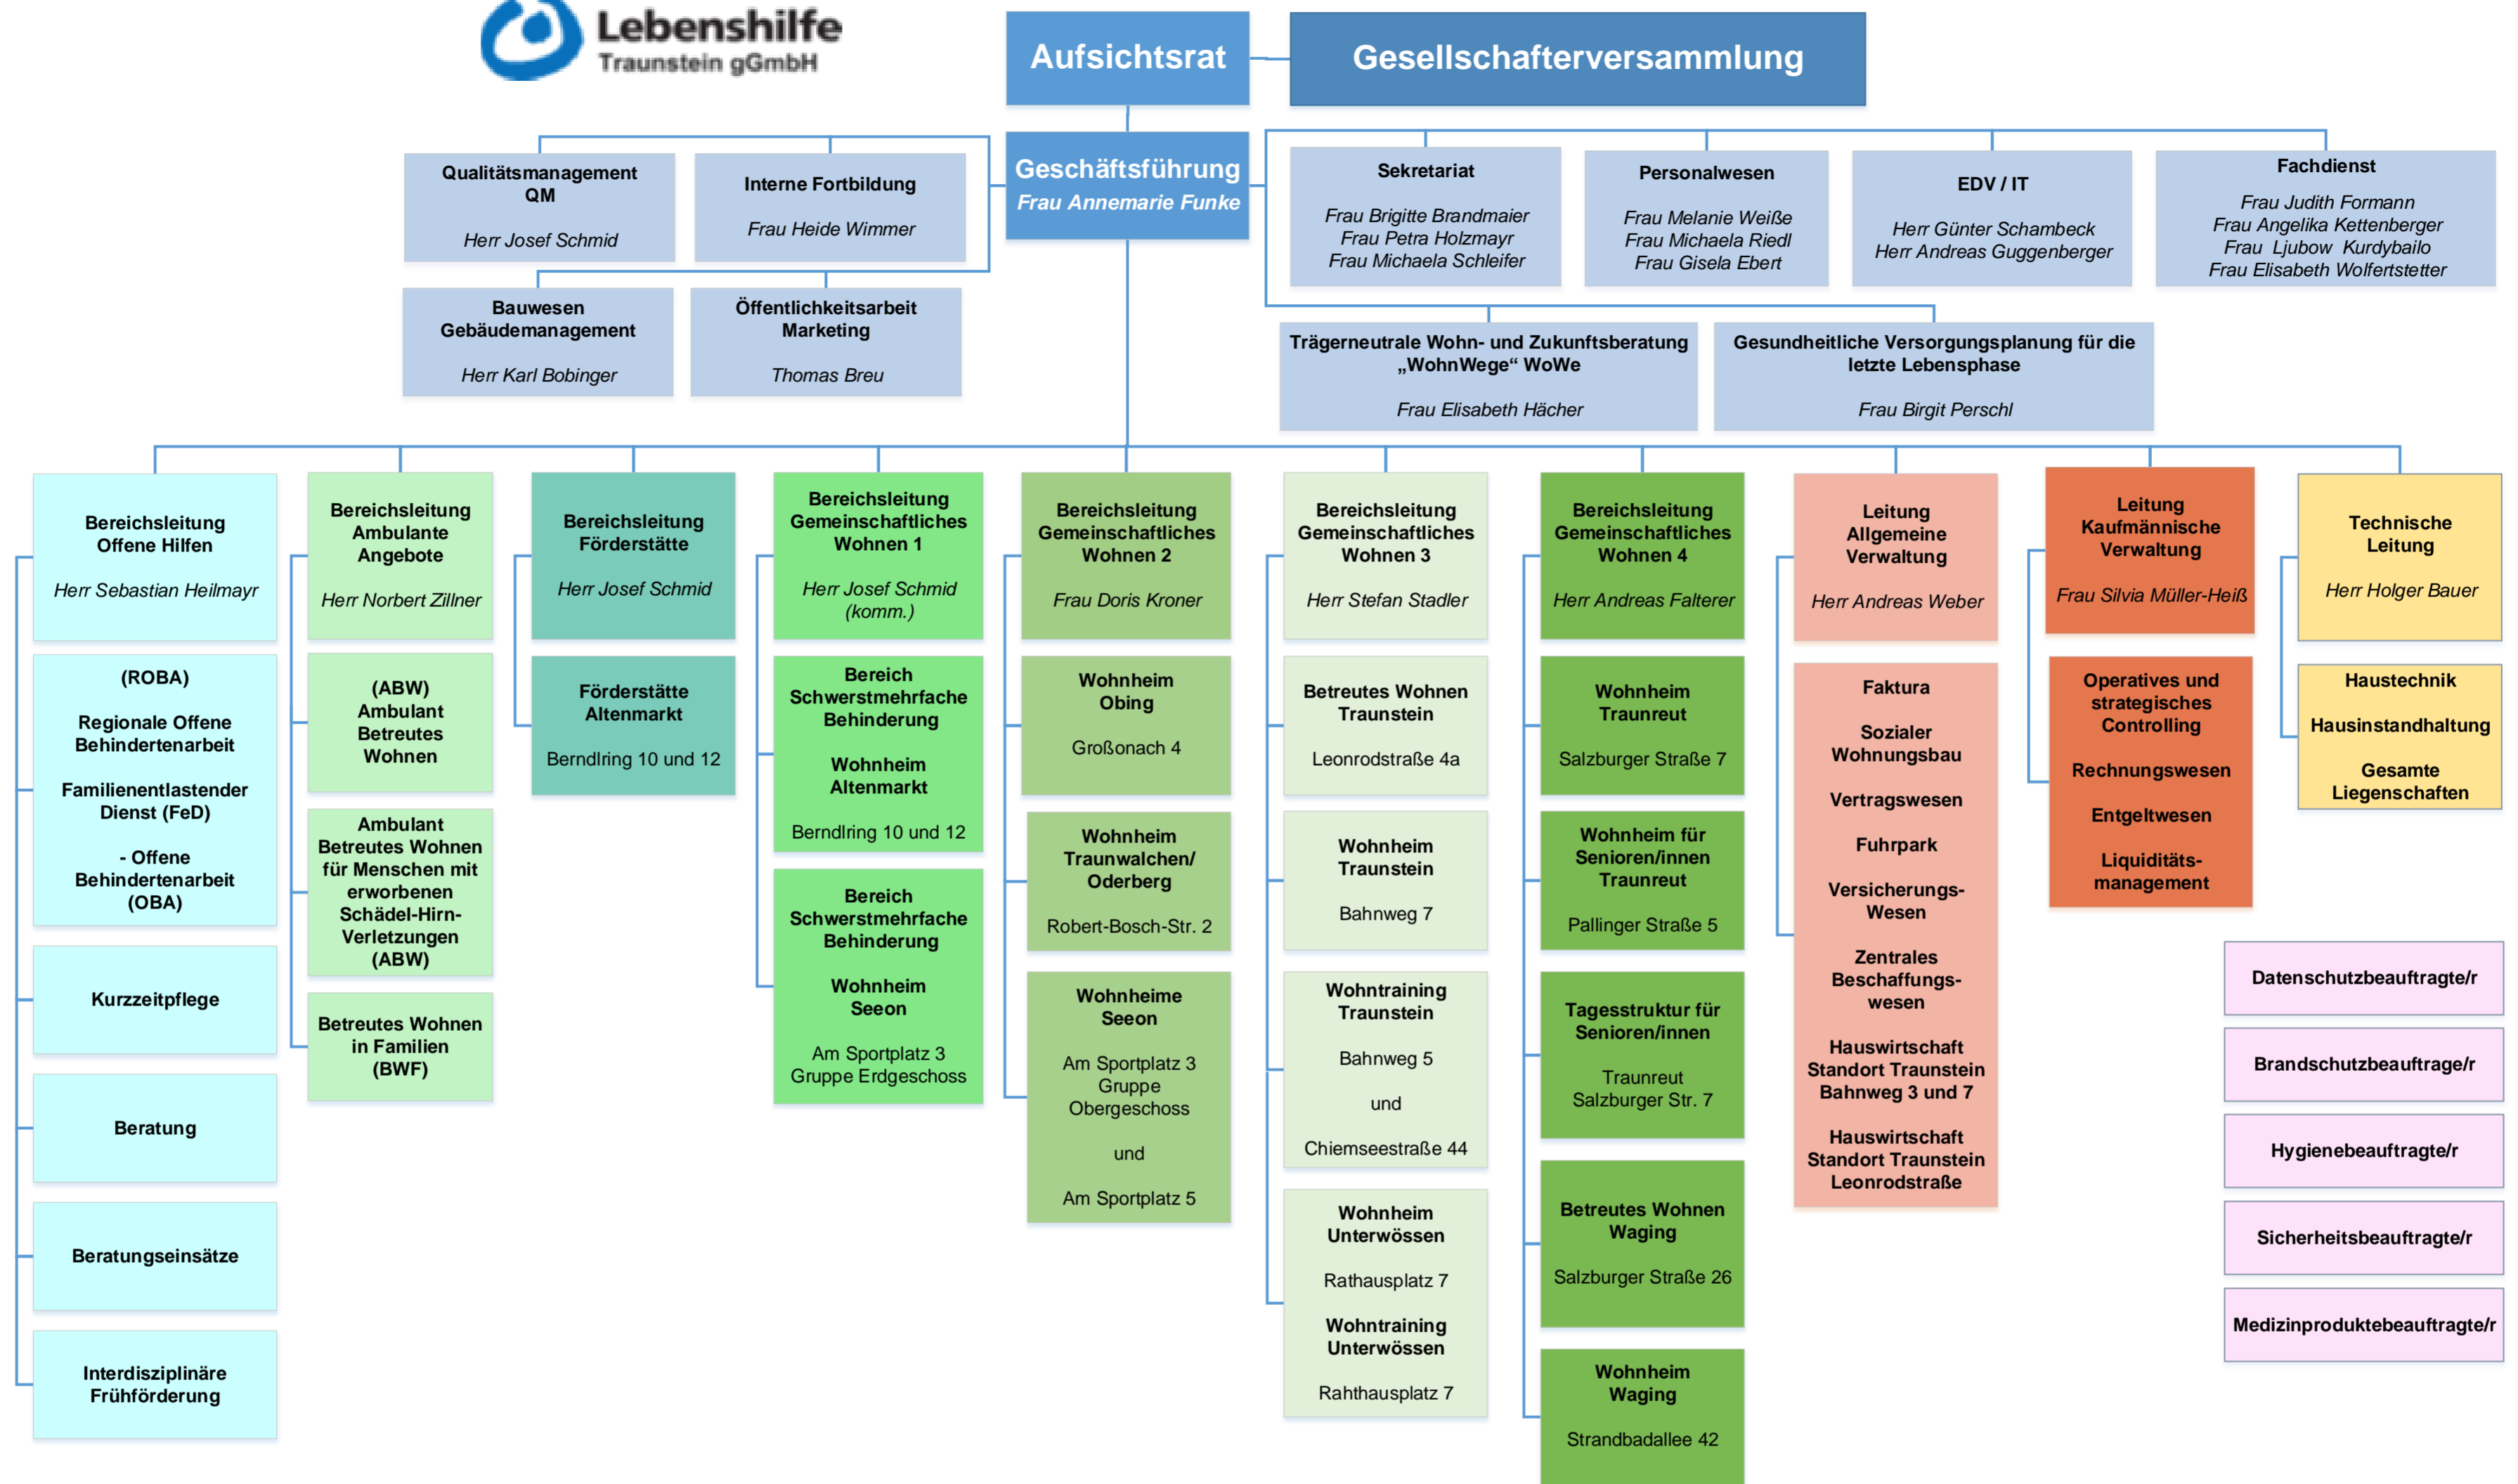 Lebenshilfe
Traunstein gGmbH
Aufsichtsrat
Gesellschafterversammlung
Geschäftsführung
Frau Annemarie Funke
Qualitätsmanagement
QM
Herr Josef Schmid
Interne Fortbildung
Frau Heide Wimmer
Bauwesen
Gebäudemanagement
Herr Karl Bobinger
Öffentlichkeitsarbeit
Marketing
Thomas Breu
Sekretariat
Frau Brigitte Brandmaier
Frau Petra Holzmayr
Frau Michaela Schleifer
Personalwesen
Frau Melanie Weiße
Frau Michaela Riedl
Frau Gisela Ebert
EDV / IT
Herr Günter Schambeck
Herr Andreas Guggenberger
Fachdienst
Frau Judith Formann
Frau Angelika Kettenberger
Frau Ljubow Kurdybailo
Frau Elisabeth Wolfertstetter
Trägerneutrale Wohn- und Zukunftsberatung
„WohnWege“ WoWe
Frau Elisabeth Hächer
Gesundheitliche Versorgungsplanung für die
letzte Lebensphase
Frau Birgit Perschl
Bereichsleitung
Offene Hilfen
Herr Sebastian Heilmayr
(ROBA)
Regionale Offene
Behindertenarbeit
Familienentlastender
Dienst (FeD)
- Offene
Behindertenarbeit
(OBA)
Kurzzeitpflege
Beratung
Beratungseinsätze
Interdisziplinäre
Frühförderung
Bereichsleitung
Ambulante
Angebote
Herr Norbert Zillner
(ABW)
Ambulant
Betreutes
Wohnen
Ambulant
Betreutes Wohnen
für Menschen mit
erworbenen
Schädel-Hirn-
Verletzungen
(ABW)
Betreutes Wohnen
in Familien
(BWF)
Bereichsleitung
Förderstätte
Herr Josef Schmid
Förderstätte
Altenmarkt
Berndlring 10 und 12
Bereichsleitung
Gemeinschaftliches
Wohnen 1
Herr Josef Schmid
(komm.)
Bereich
Schwerstmehrfache
Behinderung
Wohnheim
Altenmarkt
Berndlring 10 und 12
Bereich
Schwerstmehrfache
Behinderung
Wohnheim
Seeon
Am Sportplatz 3
Gruppe Erdgeschoss
Bereichsleitung
Gemeinschaftliches
Wohnen 2
Frau Doris Kroner
Wohnheim
Obing
Großonach 4
Wohnheim
Traunwalchen/
Oderberg
Robert-Bosch-Str. 2
Wohnheime
Seeon
Am Sportplatz 3
Gruppe
Obergeschoss
und
Am Sportplatz 5
Bereichsleitung
Gemeinschaftliches
Wohnen 3
Herr Stefan Stadler
Betreutes Wohnen
Traunstein
Leonrodstraße 4a
Wohnheim
Traunstein
Bahnweg 7
Wohntraining
Traunstein
Bahnweg 5
und
Chiemseestraße 44
Wohnheim
Unterwössen
Rathausplatz 7
Wohntraining
Unterwössen
Rahthausplatz 7
Bereichsleitung
Gemeinschaftliches
Wohnen 4
Herr Andreas Falterer
Wohnheim
Traunreut
Salzburger Straße 7
Wohnheim für
Senioren/innen
Traunreut
Pallinger Straße 5
Tagesstruktur für
Senioren/innen
Traunreut
Salzburger Str. 7
Betreutes Wohnen
Waging
Salzburger Straße 26
Wohnheim
Waging
Strandbadallee 42
Leitung
Allgemeine
Verwaltung
Herr Andreas Weber
Faktura
Sozialer
Wohnungsbau
Vertragswesen
Fuhrpark
Versicherungs-
Wesen
Zentrales
Beschaffungs-
wesen
Hauswirtschaft
Standort Traunstein
Bahnweg 3 und 7
Hauswirtschaft
Standort Traunstein
Leonrodstraße
Leitung
Kaufmännische
Verwaltung
Frau Silvia Müller-Heiß
Operatives und
strategisches
Controlling
Rechnungswesen
Entgeltwesen
Liquiditäts-
management
Technische
Leitung
Herr Holger Bauer
Haustechnik
Hausinstandhaltung
Gesamte
Liegenschaften
Datenschutzbeauftragte/r
Brandschutzbeauftrage/r
Hygienebeauftragte/r
Sicherheitsbeauftragte/r
Medizinproduktebeauftragte/r